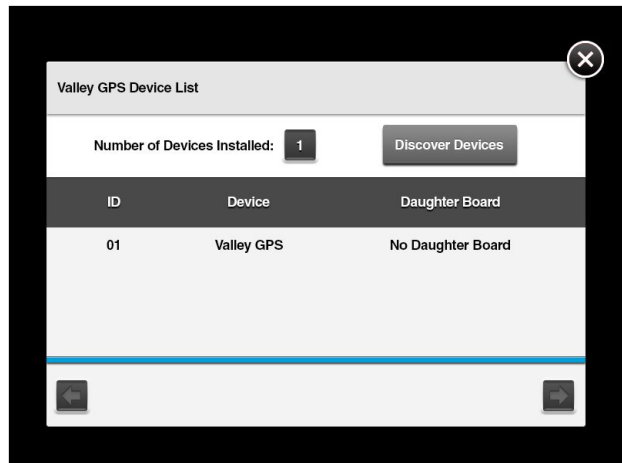 Valley GPS Device List
Number of Devices Installed: 1 Discover Devices
ID Device Daughter Board
01 Valley GPS No Daughter Board